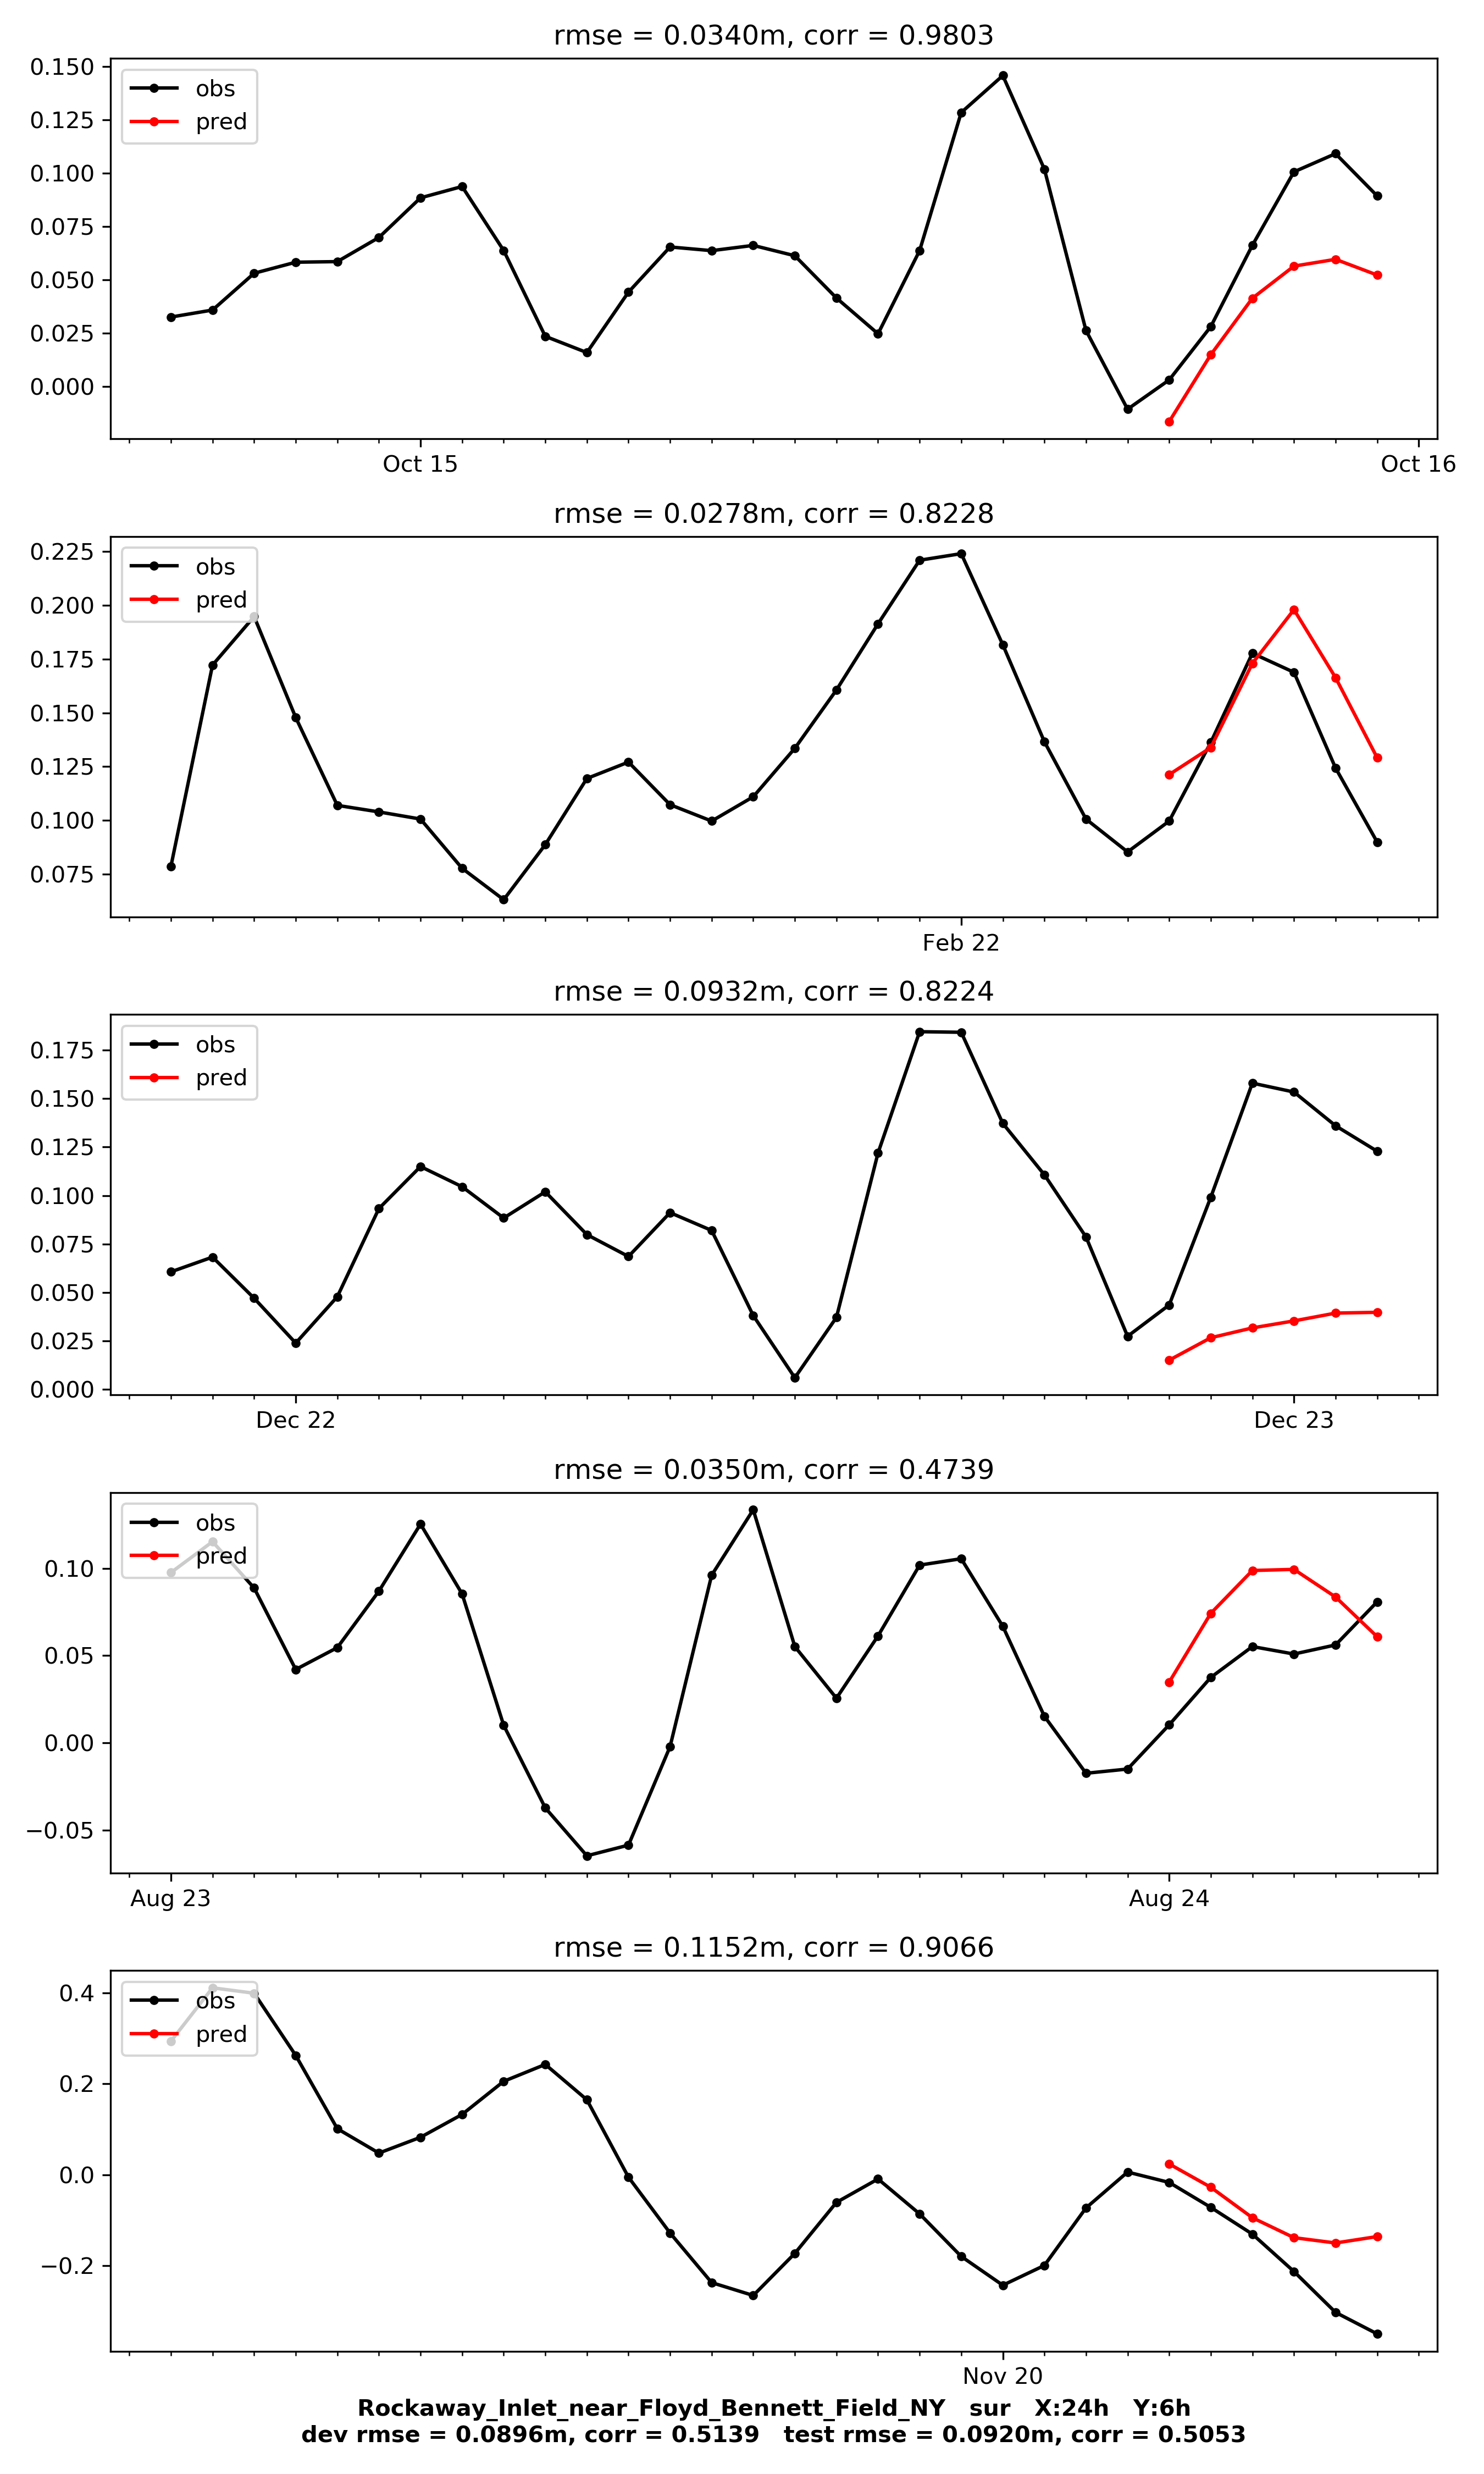 rmse = 0.0340m, corr = 0.9803
0.150
0.125
0.100
0.075
0.050
0.025
0.000
obs
pred
Oct 15 Oct 16
rmse = 0.0278m, corr = 0.8228
0.225
0.200
0.175
0.150
0.125
0.100
0.075
obs
pred
Feb 22
rmse = 0.0932m, corr = 0.8224
0.175
0.150
0.125
0.100
0.075
0.050
0.025
0.000
obs
pred
Dec 22 Dec 23
rmse = 0.0350m, corr = 0.4739
0.10
0.05
0.00
−0.05
obs
pred
Aug 23 Aug 24
rmse = 0.1152m, corr = 0.9066
0.4
0.2
0.0
−0.2
obs
pred
Nov 20
Rockaway_Inlet_near_Floyd_Bennett_Field_NY sur X:24h Y:6h
dev rmse = 0.0896m, corr = 0.5139 test rmse = 0.0920m, corr = 0.5053